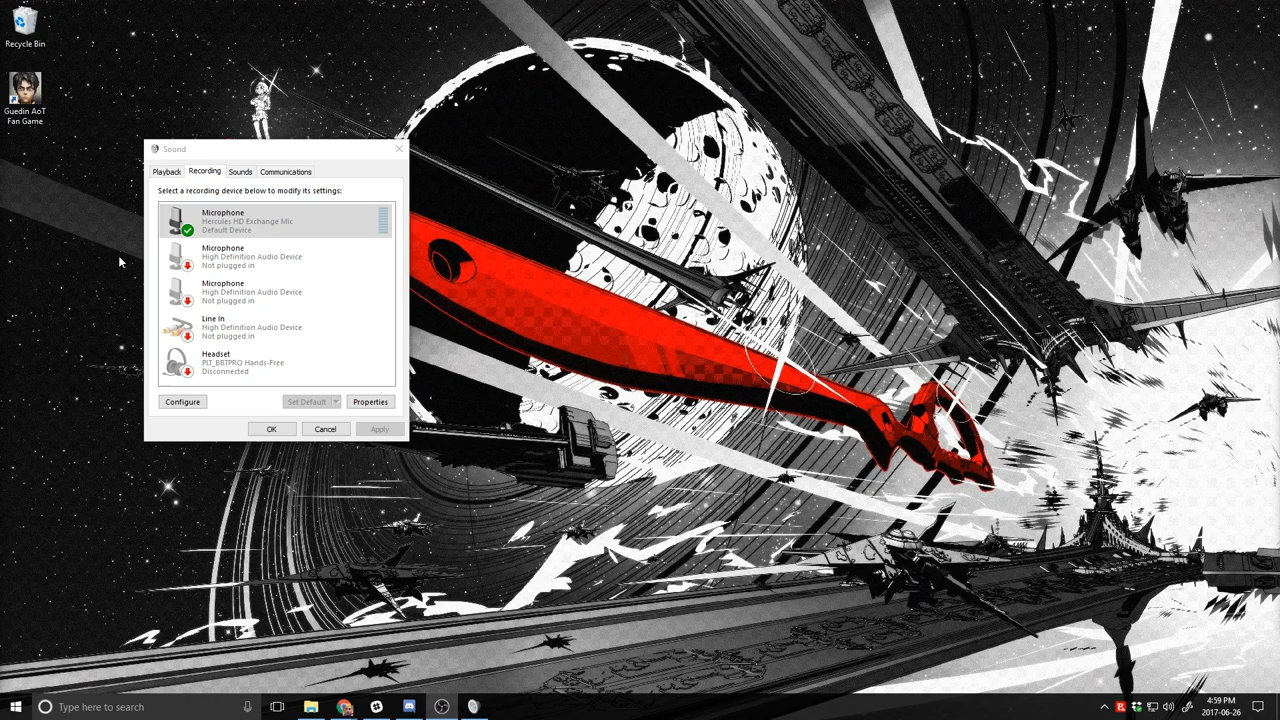 Recycle Bin
Guedin AoT
Fan Game
Sound
Playback Recording Sounds Communications
Select a recording device below to modify its settings:
Microphone
Hercules HD Exchange Mic
Default Device
Microphone
High Definition Audio Device
Not plugged in
Microphone
High Definition Audio Device
Not plugged in
Line In
High Definition Audio Device
Not plugged in
Headset
PLT_BBTPRO Hands-Free
Disconnected
Configure Set Default Properties
OK Cancel Apply
Type here to search
4:59 PM
2017-06-26